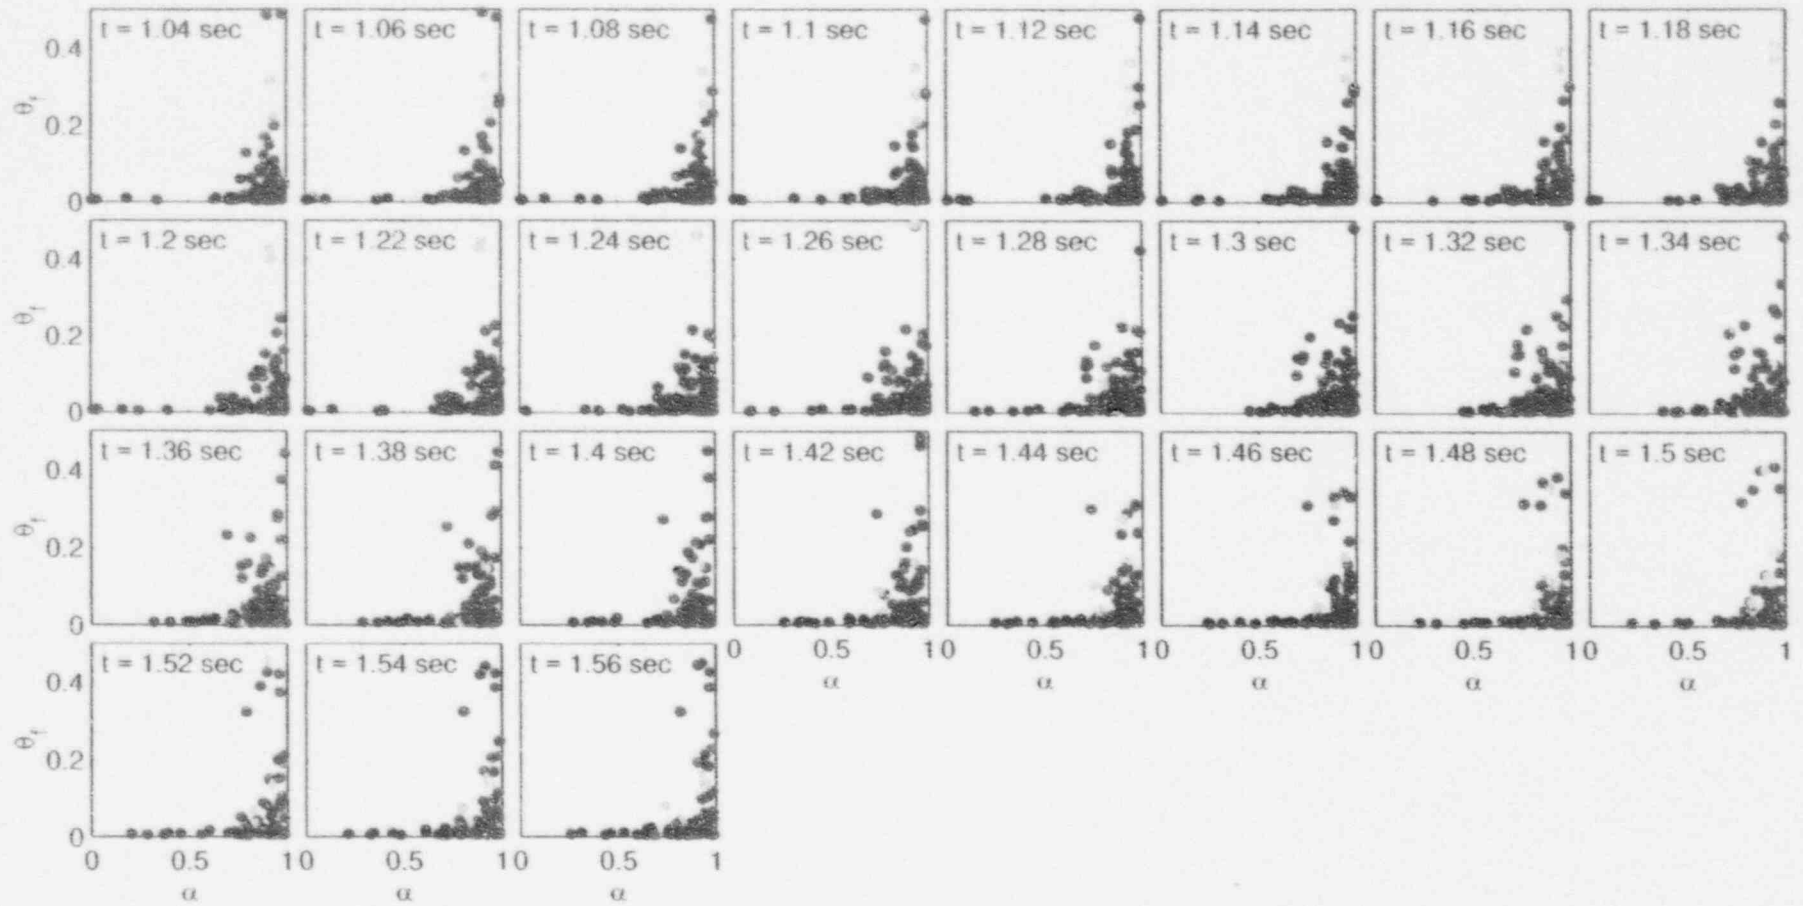 t = 1.04 sec t = 1.06 sec t = 1.08 sec t = 1.1 sec t = 1.12 sec t = 1.14 sec t = 1.16 sec t = 1.18 sec
0.4
θf
0.2
0
t = 1.2 sec t = 1.22 sec t = 1.24 sec t = 1.26 sec t = 1.28 sec t = 1.3 sec t = 1.32 sec t = 1.34 sec
0.4
θf
0.2
0
t = 1.36 sec t = 1.38 sec t = 1.4 sec t = 1.42 sec t = 1.44 sec t = 1.46 sec t = 1.48 sec t = 1.5 sec
0.4
θf
0.2
0
0 0.5 1 0 0.5 1 0 0.5 1 0 0.5 1 0 0.5 1
α α α α α
t = 1.52 sec t = 1.54 sec t = 1.56 sec
0.4
θf
0.2
0
0 0.5 1 0 0.5 1 0 0.5 1
α α α